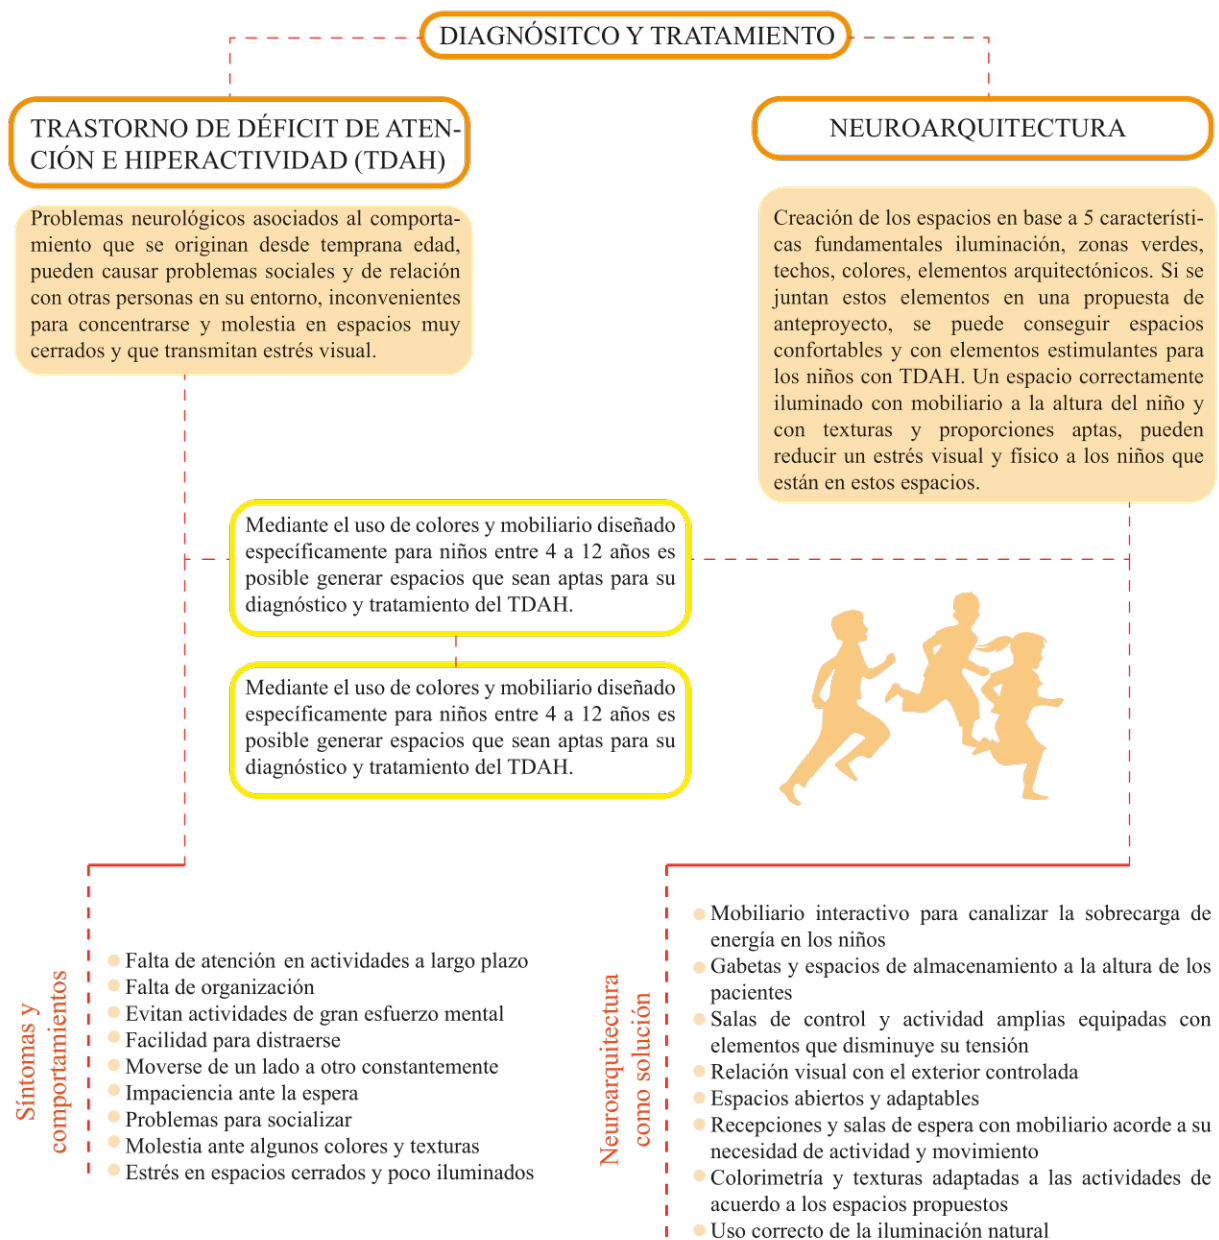 DIAGNÓSITCO Y TRATAMIENTO
TRASTORNO DE DÉFICIT DE ATEN-
CIÓN E HIPERACTIVIDAD (TDAH)
Problemas neurológicos asociados al comporta-
miento que se originan desde temprana edad,
pueden causar problemas sociales y de relación
con otras personas en su entorno, inconvenientes
para concentrarse y molestia en espacios muy
cerrados y que transmitan estrés visual.
NEUROARQUITECTURA
Creación de los espacios en base a 5 característi-
cas fundamentales iluminación, zonas verdes,
techos, colores, elementos arquitectónicos. Si se
juntan estos elementos en una propuesta de
anteproyecto, se puede conseguir espacios
confortables y con elementos estimulantes para
los niños con TDAH. Un espacio correctamente
iluminado con mobiliario a la altura del niño y
con texturas y proporciones aptas, pueden
reducir un estrés visual y físico a los niños que
están en estos espacios.
Mediante el uso de colores y mobiliario diseñado
específicamente para niños entre 4 a 12 años es
posible generar espacios que sean aptas para su
diagnóstico y tratamiento del TDAH.
Mediante el uso de colores y mobiliario diseñado
específicamente para niños entre 4 a 12 años es
posible generar espacios que sean aptas para su
diagnóstico y tratamiento del TDAH.
Síntomas y
comportamientos
Falta de atención en actividades a largo plazo
Falta de organización
Evitan actividades de gran esfuerzo mental
Facilidad para distraerse
Moverse de un lado a otro constantemente
Impaciencia ante la espera
Problemas para socializar
Molestia ante algunos colores y texturas
Estrés en espacios cerrados y poco iluminados
Neuroarquitectura
como solución
Mobiliario interactivo para canalizar la sobrecarga de
energía en los niños
Gabetas y espacios de almacenamiento a la altura de los
pacientes
Salas de control y actividad amplias equipadas con
elementos que disminuye su tensión
Relación visual con el exterior controlada
Espacios abiertos y adaptables
Recepciones y salas de espera con mobiliario acorde a su
necesidad de actividad y movimiento
Colorimetría y texturas adaptadas a las actividades de
acuerdo a los espacios propuestos
Uso correcto de la iluminación natural